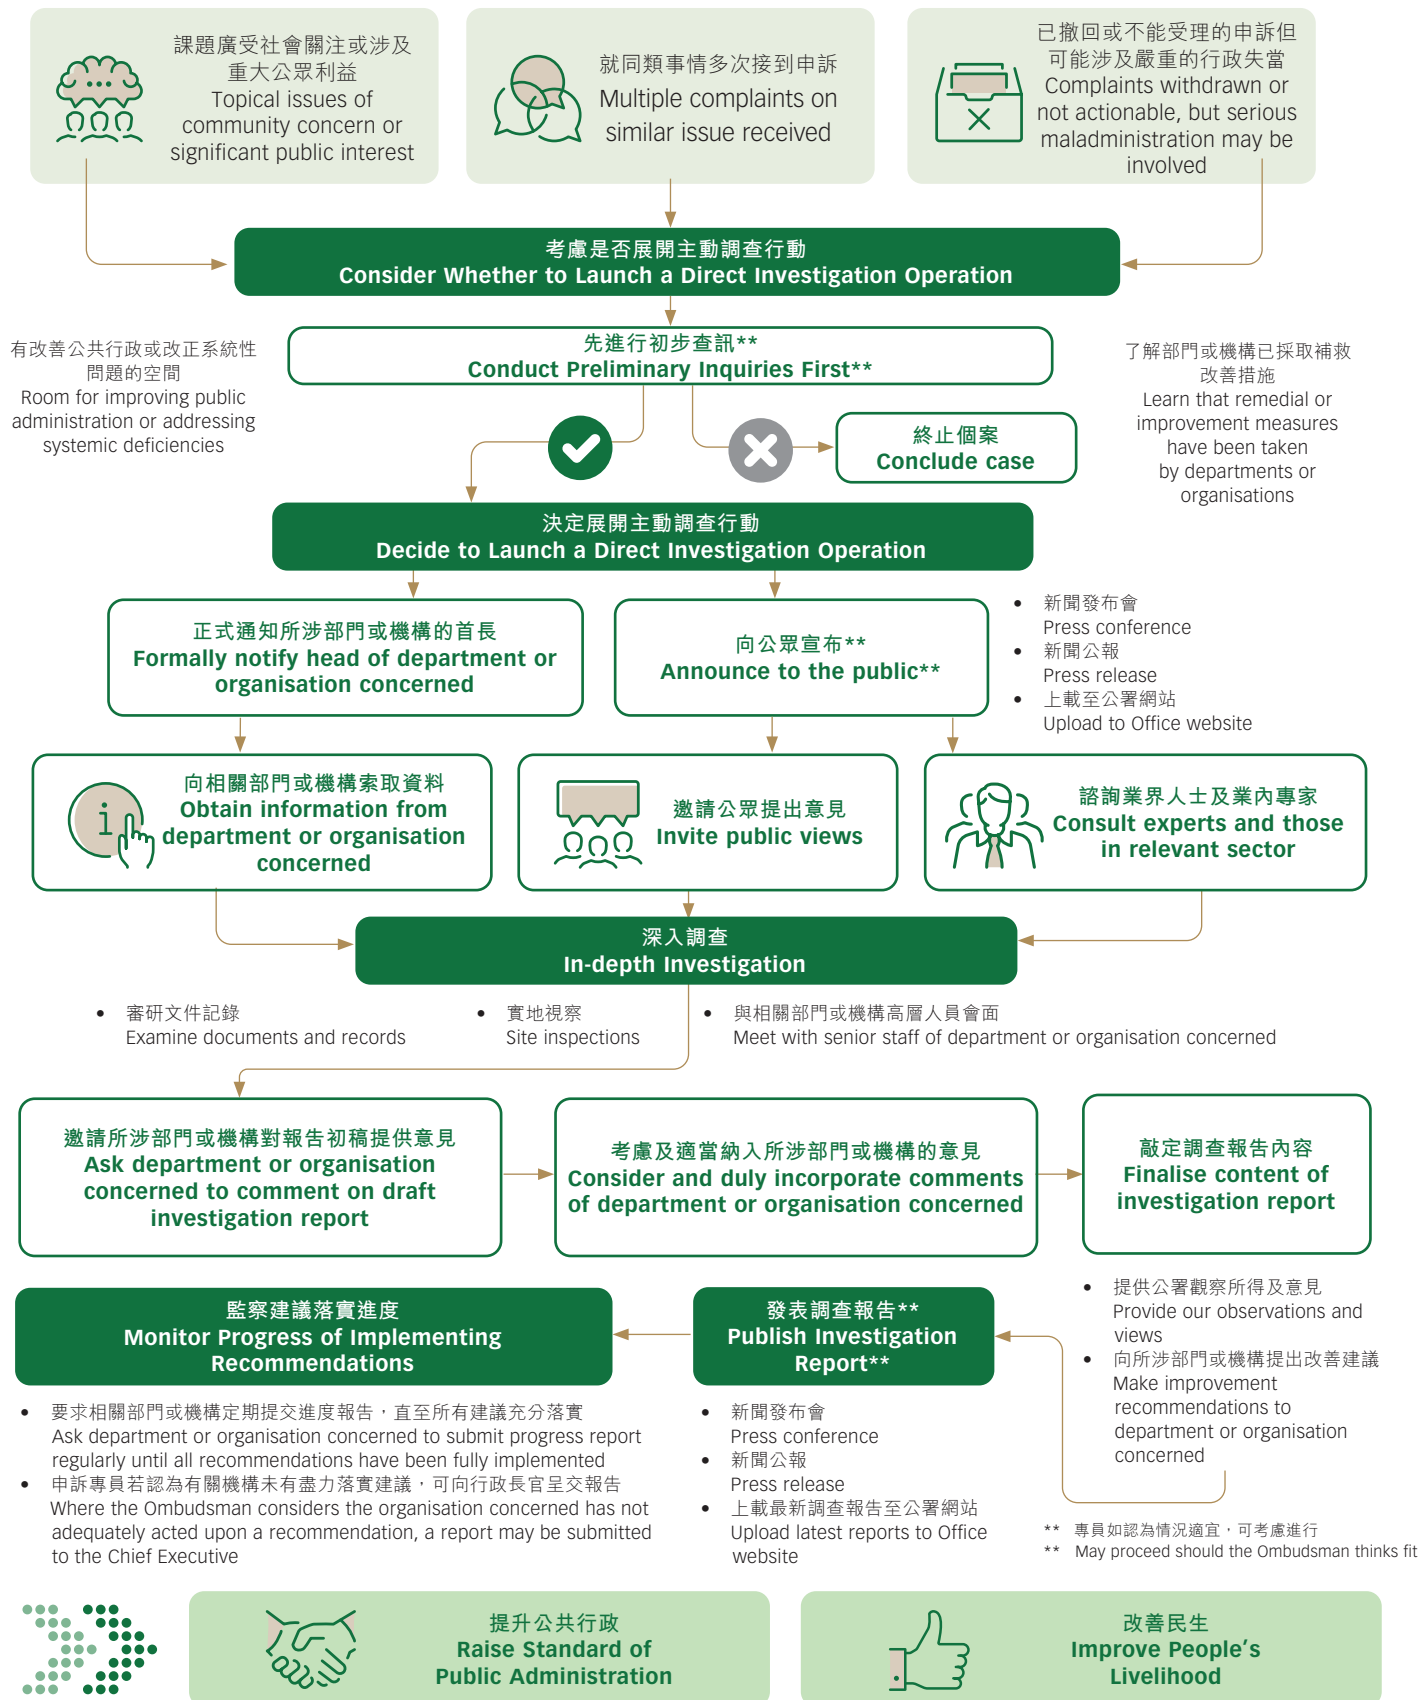 課題廣受社會關注或涉及
重大公眾利益
Topical issues of
community concern or
significant public interest
就同類事情多次接到申訴
Multiple complaints on
similar issue received
已撤回或不能受理的申訴但
可能涉及嚴重的行政失當
Complaints withdrawn or
not actionable, but serious
maladministration may be
involved
考慮是否展開主動調查行動
Consider Whether to Launch a Direct Investigation Operation
有改善公共行政或改正系統性
問題的空間
Room for improving public
administration or addressing
systemic deficiencies
先進行初步查訊**
Conduct Preliminary Inquiries First**
了解部門或機構已採取補救
改善措施
Learn that remedial or
improvement measures
have been taken
by departments or
organisations
終止個案
Conclude case
決定展開主動調查行動
Decide to Launch a Direct Investigation Operation
正式通知所涉部門或機構的首長
Formally notify head of department or
organisation concerned
向公眾宣布**
Announce to the public**
• 新聞發布會
Press conference
• 新聞公報
Press release
• 上載至公署網站
Upload to Office website
向相關部門或機構索取資料
Obtain information from
department or organisation
concerned
邀請公眾提出意見
Invite public views
諮詢業界人士及業內專家
Consult experts and those
in relevant sector
深入調查
In-depth Investigation
• 審研文件記錄
Examine documents and records
• 實地視察
Site inspections
• 與相關部門或機構高層人員會面
Meet with senior staff of department or organisation concerned
邀請所涉部門或機構對報告初稿提供意見
Ask department or organisation
concerned to comment on draft
investigation report
考慮及適當納入所涉部門或機構的意見
Consider and duly incorporate comments
of department or organisation concerned
敲定調查報告內容
Finalise content of
investigation report
• 提供公署觀察所得及意見
Provide our observations and
views
• 向所涉部門或機構提出改善建議
Make improvement
recommendations to
department or organisation
concerned
發表調查報告**
Publish Investigation
Report**
• 新聞發布會
Press conference
• 新聞公報
Press release
• 上載最新調查報告至公署網站
Upload latest reports to Office
website
監察建議落實進度
Monitor Progress of Implementing
Recommendations
• 要求相關部門或機構定期提交進度報告，直至所有建議充分落實
Ask department or organisation concerned to submit progress report
regularly until all recommendations have been fully implemented
• 申訴專員若認為有關機構未有盡力落實建議，可向行政長官呈交報告
Where the Ombudsman considers the organisation concerned has not
adequately acted upon a recommendation, a report may be submitted
to the Chief Executive
** 專員如認為情況適宜，可考慮進行
** May proceed should the Ombudsman thinks fit
提升公共行政
Raise Standard of
Public Administration
改善民生
Improve People's
Livelihood